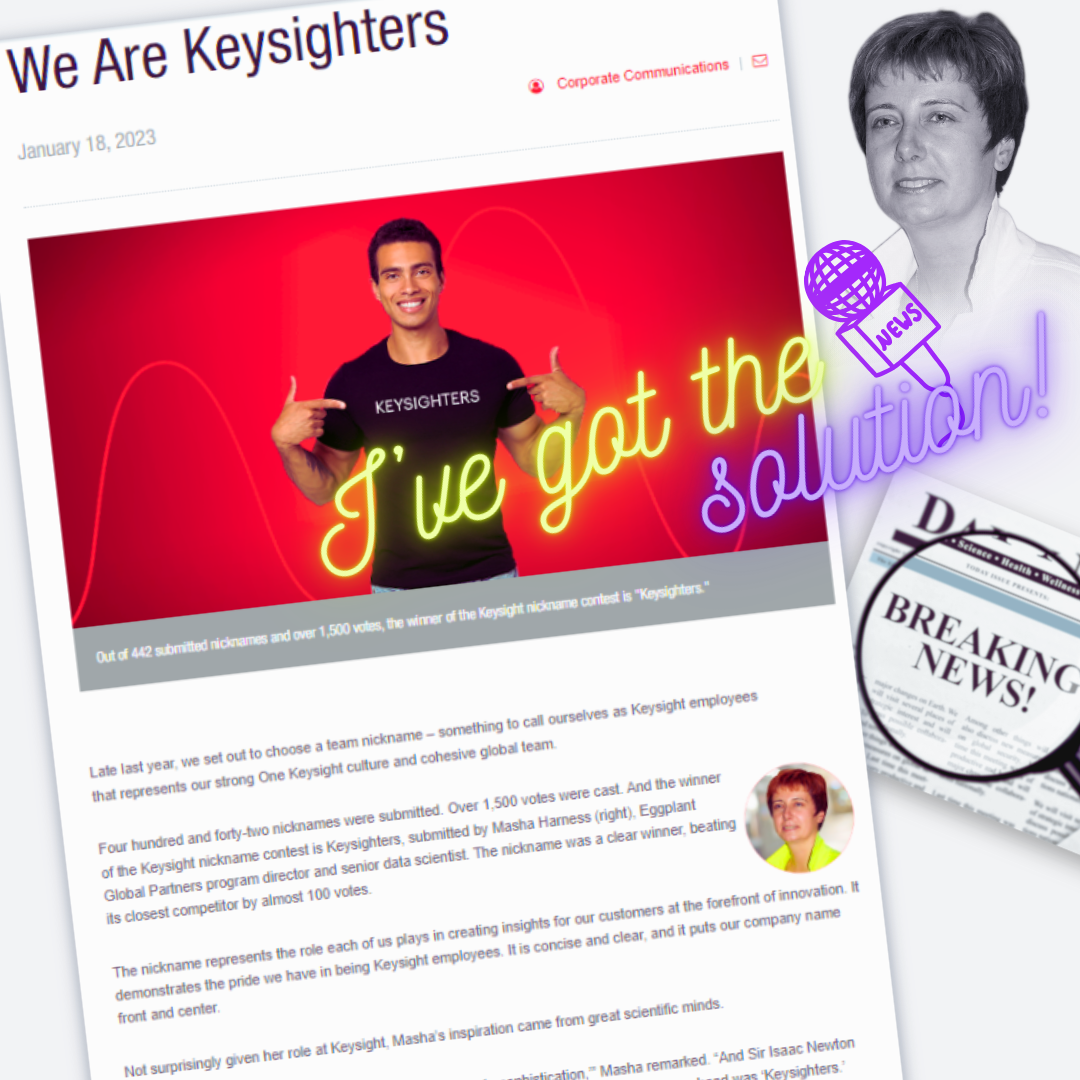 We Are Keysighters
Corporate Communications |
January 18, 2023
KEYSIGHTERS
I've got the
solution!
NEWS
Out of 442 submitted nicknames and over 1,500 votes, the winner of the Keysight nickname contest is "Keysighters."
Late last year, we set out to choose a team nickname – something to call ourselves as Keysight employees
that represents our strong One Keysight culture and cohesive global team.
Four hundred and forty-two nicknames were submitted. Over 1,500 votes were cast. And the winner
of the Keysight nickname contest is Keysighters, submitted by Masha Harness (right), Eggplant
Global Partners program director and senior data scientist. The nickname was a clear winner, beating
its closest competitor by almost 100 votes.
The nickname represents the role each of us plays in creating insights for our customers at the forefront of innovation. It
demonstrates the pride we have in being Keysight employees. It is concise and clear, and it puts our company name
front and center.
Not surprisingly given her role at Keysight, Masha's inspiration came from great scientific minds.
Masha remarked. "And Sir Isaac Newton
was 'Keysighters.'
Science • Health • Wellness
TODAY ISSUE PRESENTS:
BREAKING
NEWS!